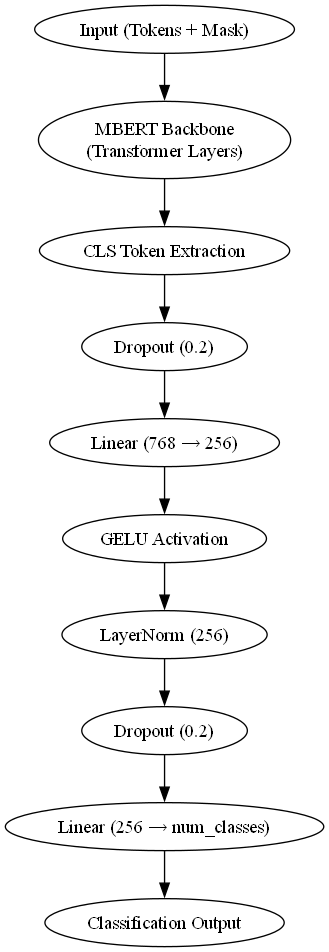 Input (Tokens + Mask)
MBERT Backbone
(Transformer Layers)
CLS Token Extraction
Dropout (0.2)
Linear (768 → 256)
GELU Activation
LayerNorm (256)
Dropout (0.2)
Linear (256 → num_classes)
Classification Output